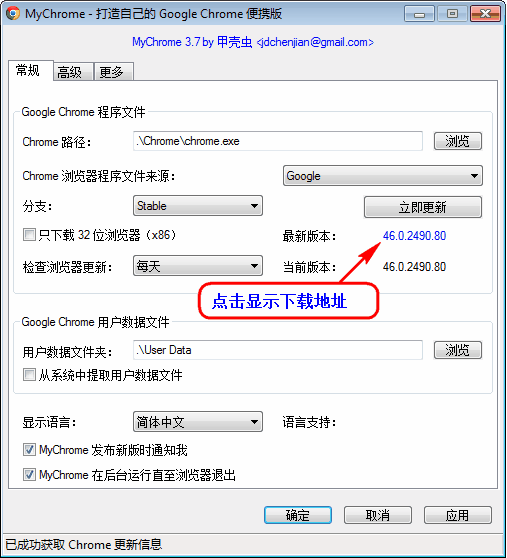 MyChrome - 打造自己的 Google Chrome 便携版
MyChrome 3.7 by 甲壳虫 <jdchenjian@gmail.com>
常规 高级 更多
Google Chrome 程序文件
Chrome 路径： .\Chrome\chrome.exe 浏览
Chrome 浏览器程序文件来源： Google
分支： Stable 立即更新
只下载 32 位浏览器（x86） 最新版本： 46.0.2490.80
检查浏览器更新： 每天 当前版本： 46.0.2490.80
点击显示下载地址
Google Chrome 用户数据文件
用户数据文件夹： .\User Data 浏览
从系统中提取用户数据文件
显示语言： 简体中文 语言支持：
MyChrome 发布新版时通知我
MyChrome 在后台运行直至浏览器退出
确定 取消 应用
已成功获取 Chrome 更新信息